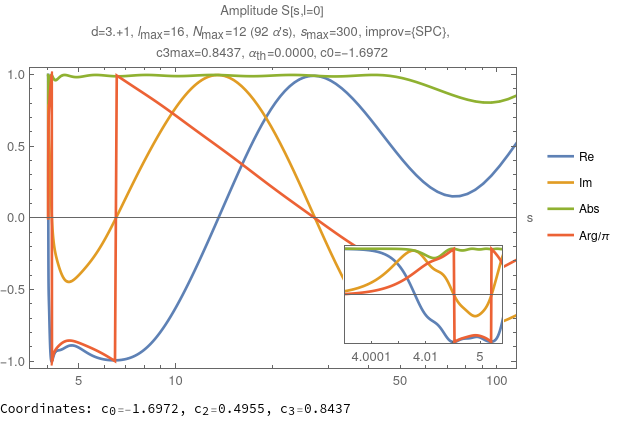 Amplitude S[s,l=0]
d=3.+1, lmax=16, Nmax=12 (92 α's), smax=300, improv={SPC},
c3max=0.8437, αth=0.0000, c0=-1.6972
1.0
0.5
0.0
-0.5
-1.0
5
10
50
100
s
4.0001
4.01
5
Re
Im
Abs
Arg/π
Coordinates: c0=-1.6972, c2=0.4955, c3=0.8437